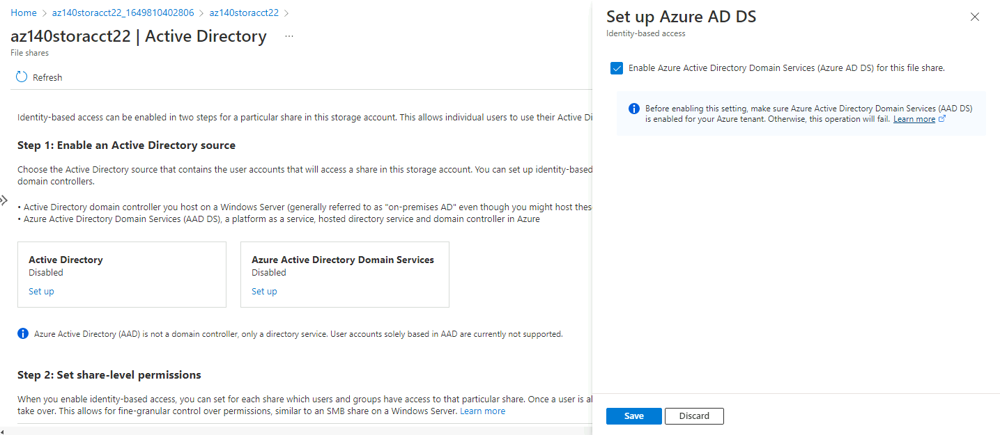 Home > az140storacct22_1649810402806 > az140storacct22 >
az140storacct22 | Active Directory ...
File shares
Refresh
Identity-based access can be enabled in two steps for a particular share in this storage account. This allows individual users to use their Active Di
Step 1: Enable an Active Directory source
Choose the Active Directory source that contains the user accounts that will access a share in this storage account. You can set up identity-based
domain controllers.
• Active Directory domain controller you host on a Windows Server (generally referred to as "on-premises AD" even though you might host these
• Azure Active Directory Domain Services (AAD DS), a platform as a service, hosted directory service and domain controller in Azure
Active Directory
Disabled
Set up
Azure Active Directory Domain Services
Disabled
Set up
Azure Active Directory (AAD) is not a domain controller, only a directory service. User accounts solely based in AAD are currently not supported.
Step 2: Set share-level permissions
When you enable identity-based access, you can set for each share which users and groups have access to that particular share. Once a user is al
take over. This allows for fine-granular control over permissions, similar to an SMB share on a Windows Server. Learn more
Set up Azure AD DS
Identity-based access
Enable Azure Active Directory Domain Services (Azure AD DS) for this file share.
Before enabling this setting, make sure Azure Active Directory Domain Services (AAD DS)
is enabled for your Azure tenant. Otherwise, this operation will fail. Learn more
Save
Discard